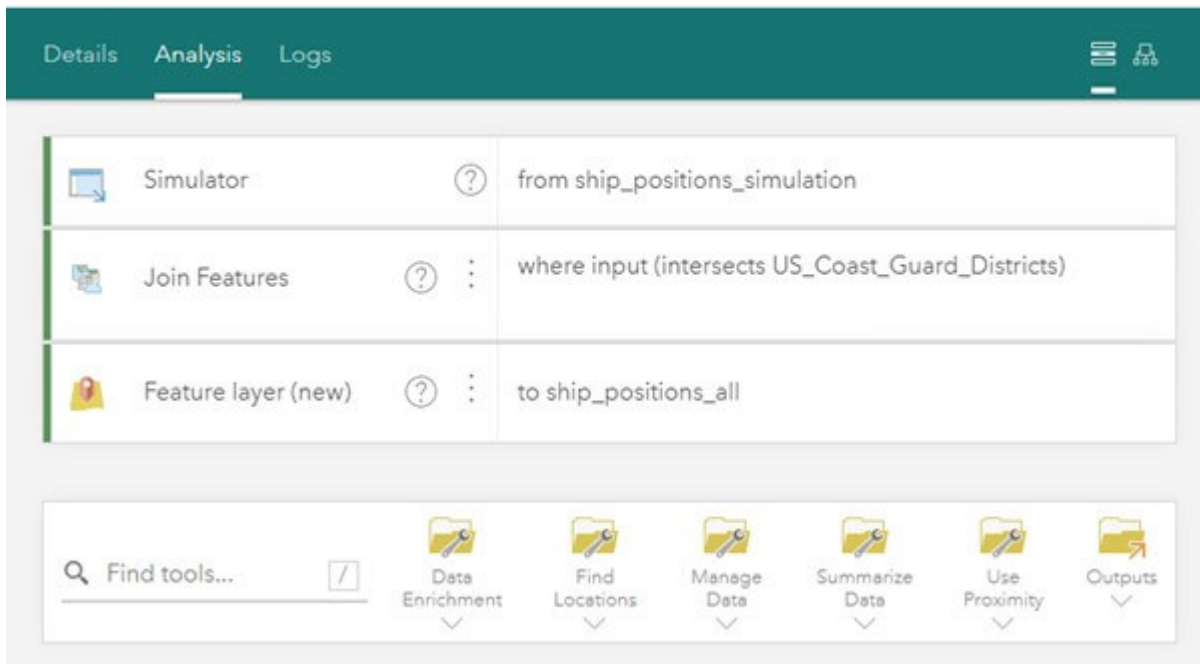 Details Analysis Logs
Simulator ? from ship_positions_simulation
Join Features ? where input (intersects US_Coast_Guard_Districts)
Feature layer (new) ? to ship_positions_all
Find tools... /
Data
Enrichment
Find
Locations
Manage
Data
Summarize
Data
Use
Proximity
Outputs